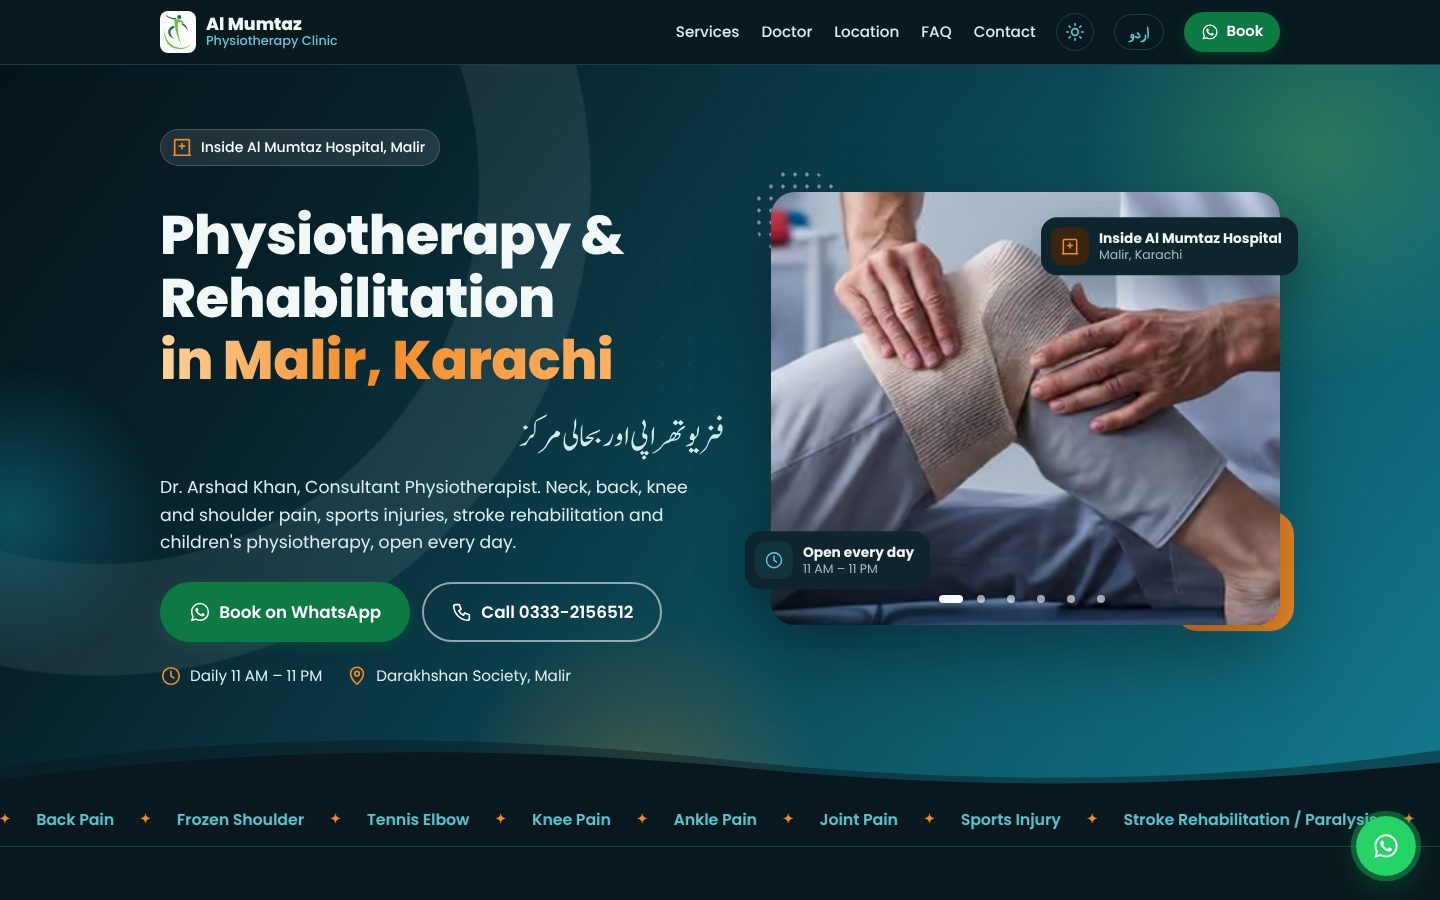 Al Mumtaz
Physiotherapy Clinic
Services
Doctor
Location
FAQ
Contact
اردو
Book
Inside Al Mumtaz Hospital, Malir
Physiotherapy &
Rehabilitation
in Malir, Karachi
فزیوتھراپی اور بحالی مرکز
Dr. Arshad Khan, Consultant Physiotherapist. Neck, back, knee
and shoulder pain, sports injuries, stroke rehabilitation and
children's physiotherapy, open every day.
Book on WhatsApp
Call 0333-2156512
Daily 11 AM – 11 PM
Darakhshan Society, Malir
Inside Al Mumtaz Hospital
Malir, Karachi
Open every day
11 AM – 11 PM
Back Pain ✦ Frozen Shoulder ✦ Tennis Elbow ✦ Knee Pain ✦ Ankle Pain ✦ Joint Pain ✦ Sports Injury ✦ Stroke Rehabilitation / Paralysis